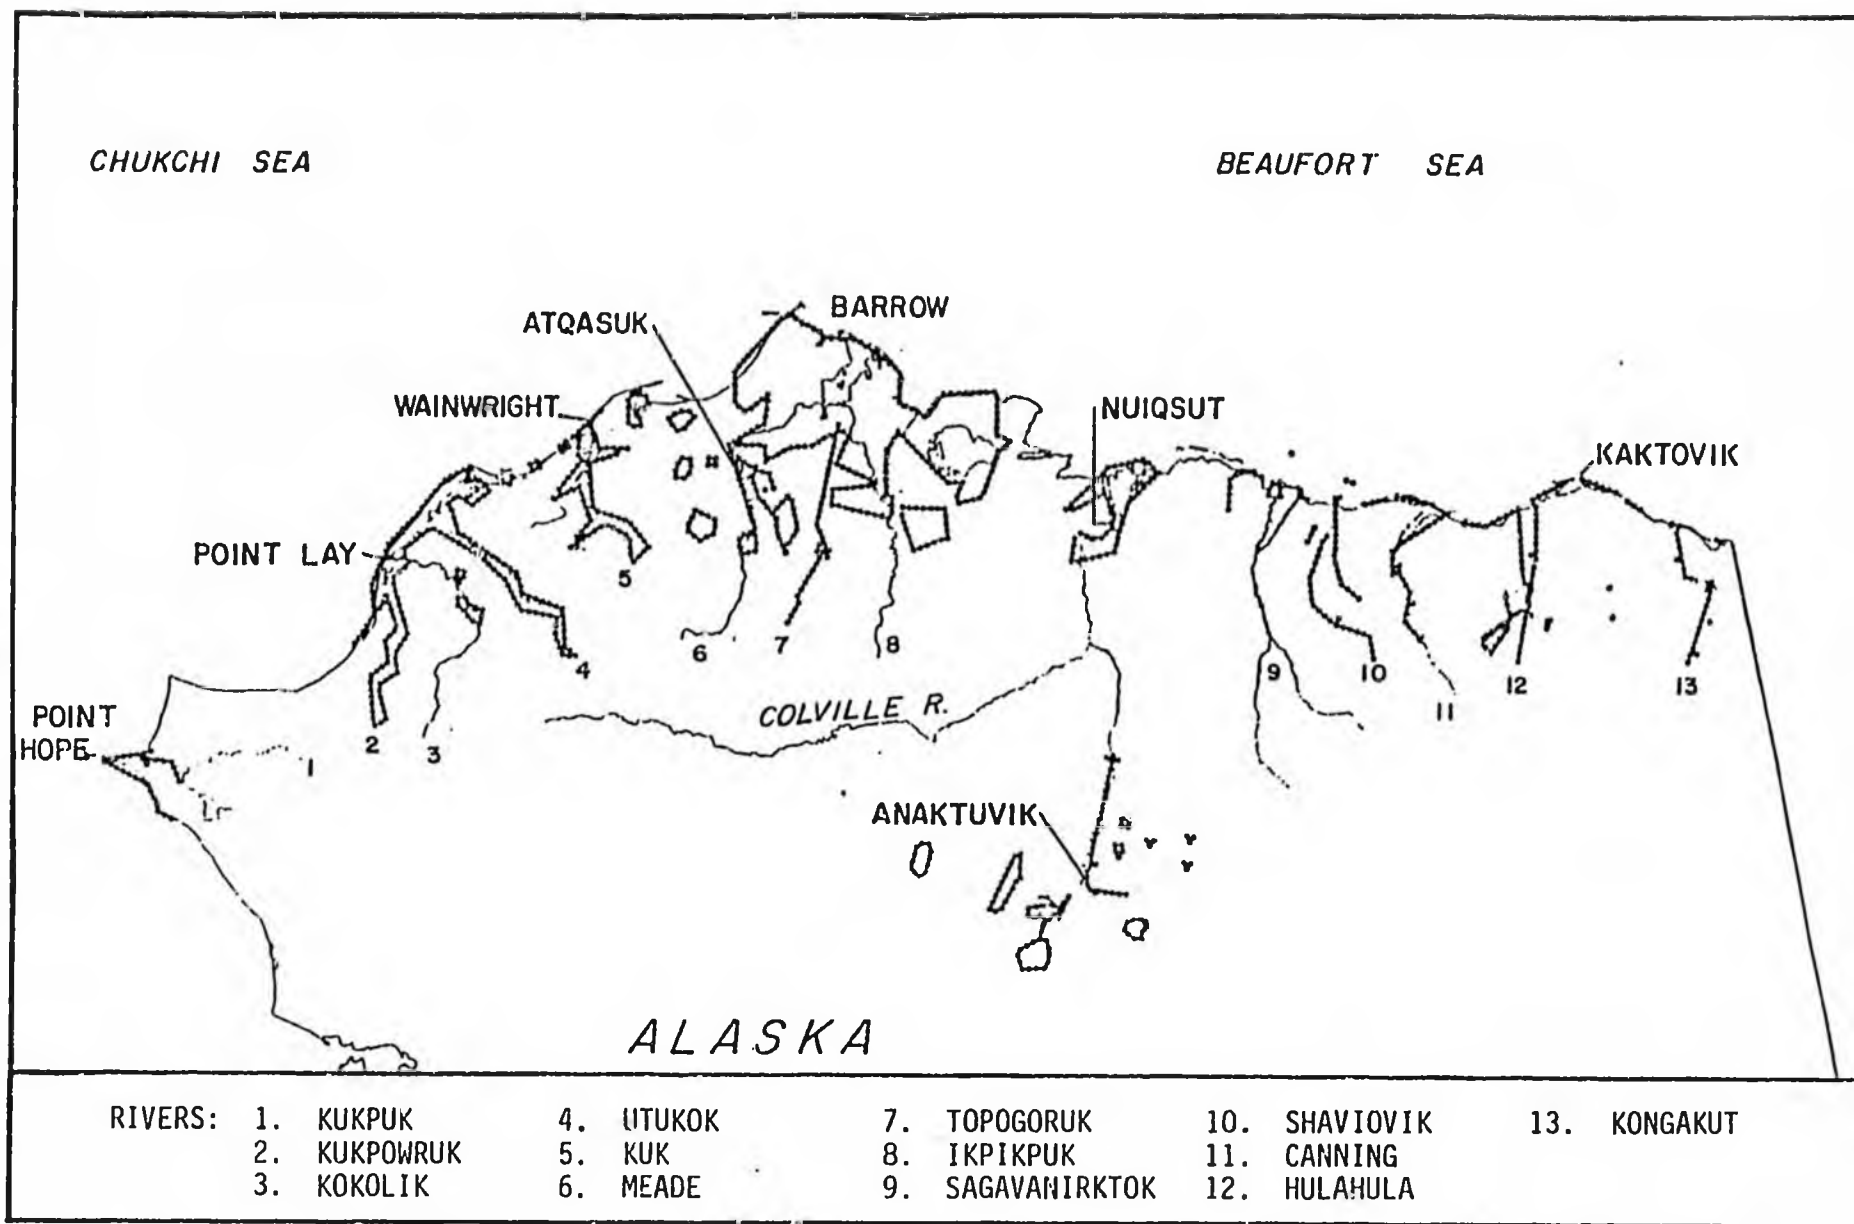 CHUKCHI SEA
BEAUFORT SEA
BARROW
ATQASUK
WAINWRIGHT
NUIQSUT
KAKTOVIK
POINT LAY
5
6
7
8
4
9
10
12
13
11
COLVILLE R.
POINT
HOPE
1
2
3
ANAKTUVIK
ALASKA
RIVERS: 1. KUKPUK 4. UTUKOK 7. TOPOGORUK 10. SHAVIOVIK 13. KONGAKUT
2. KUKPOWRUK 5. KUK 8. IKPIKPUK 11. CANNING
3. KOKOLIK 6. MEADE 9. SAGAVANIRKTOK 12. HULAHULA